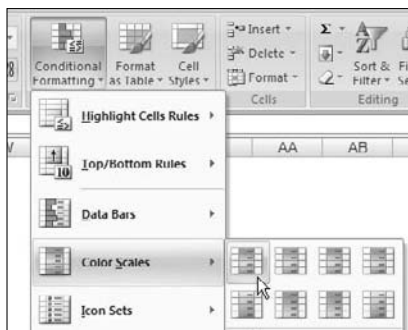 Insert
Delete
Format
Conditional Formatting
Format as Table
Cell Styles
Sort & Filter
Cells
Editing
AA
AB
Highlight Cells Rules
10
Top/Bottom Rules
Data Bars
Color Scales
Icon Sets